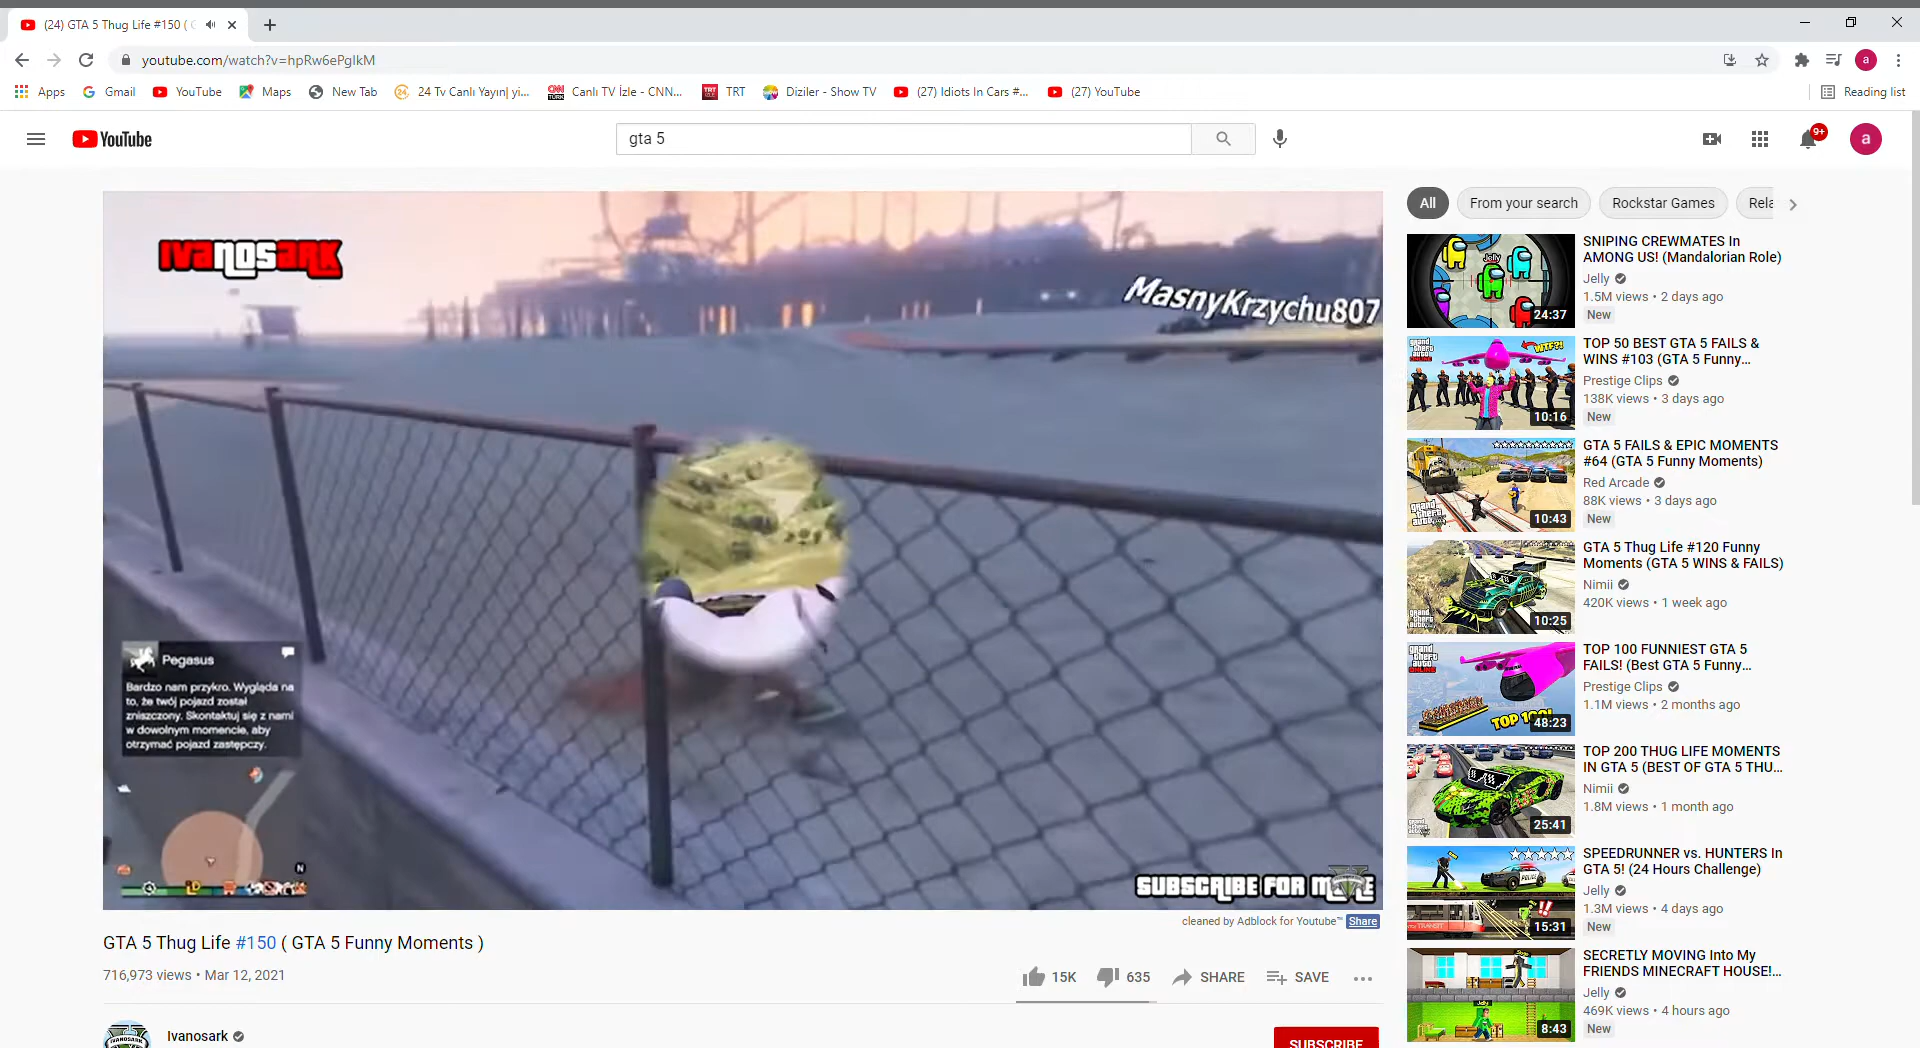 (24) GTA 5 Thug Life #150 (
youtube.com/watch?v=hpRw6ePglkM
Apps
Gmail
YouTube
Maps
New Tab
24 Tv Canlı Yayın| yi...
Canlı TV İzle - CNN...
TRT
Diziler - Show TV
(27) Idiots In Cars #...
(27) YouTube
Reading list
YouTube
gta 5
9+
a
IVANOSARK
MasnyKrzychu807
Pegasus
Bardzo nam przykro. Wygląda na
to, że twój pojazd został
zniszczony. Skontaktuj się z nami
w dowolnym momencie, aby
otrzymać pojazd zastępczy.
N
SUBSCRIBE FOR MORE
cleaned by Adblock for Youtube™ Share
GTA 5 Thug Life #150 ( GTA 5 Funny Moments )
716,973 views • Mar 12, 2021
15K
635
SHARE
SAVE
Ivanosark
SUBSCRIBE
All
From your search
Rockstar Games
Rela
SNIPING CREWMATES In
AMONG US! (Mandalorian Role)
Jelly
1.5M views • 2 days ago
New
24:37
TOP 50 BEST GTA 5 FAILS &
WINS #103 (GTA 5 Funny...
Prestige Clips
138K views • 3 days ago
New
WTF?!
10:16
GTA 5 FAILS & EPIC MOMENTS
#64 (GTA 5 Funny Moments)
Red Arcade
88K views • 3 days ago
New
10:43
GTA 5 Thug Life #120 Funny
Moments (GTA 5 WINS & FAILS)
Nimii
420K views • 1 week ago
10:25
TOP 100 FUNNIEST GTA 5
FAILS! (Best GTA 5 Funny...
Prestige Clips
1.1M views • 2 months ago
TOP 100!
48:23
TOP 200 THUG LIFE MOMENTS
IN GTA 5 (BEST OF GTA 5 THU...
Nimii
1.8M views • 1 month ago
25:41
SPEEDRUNNER vs. HUNTERS In
GTA 5! (24 Hours Challenge)
Jelly
1.3M views • 4 days ago
New
15:31
SECRETLY MOVING Into My
FRIENDS MINECRAFT HOUSE!...
Jelly
469K views • 4 hours ago
New
8:43